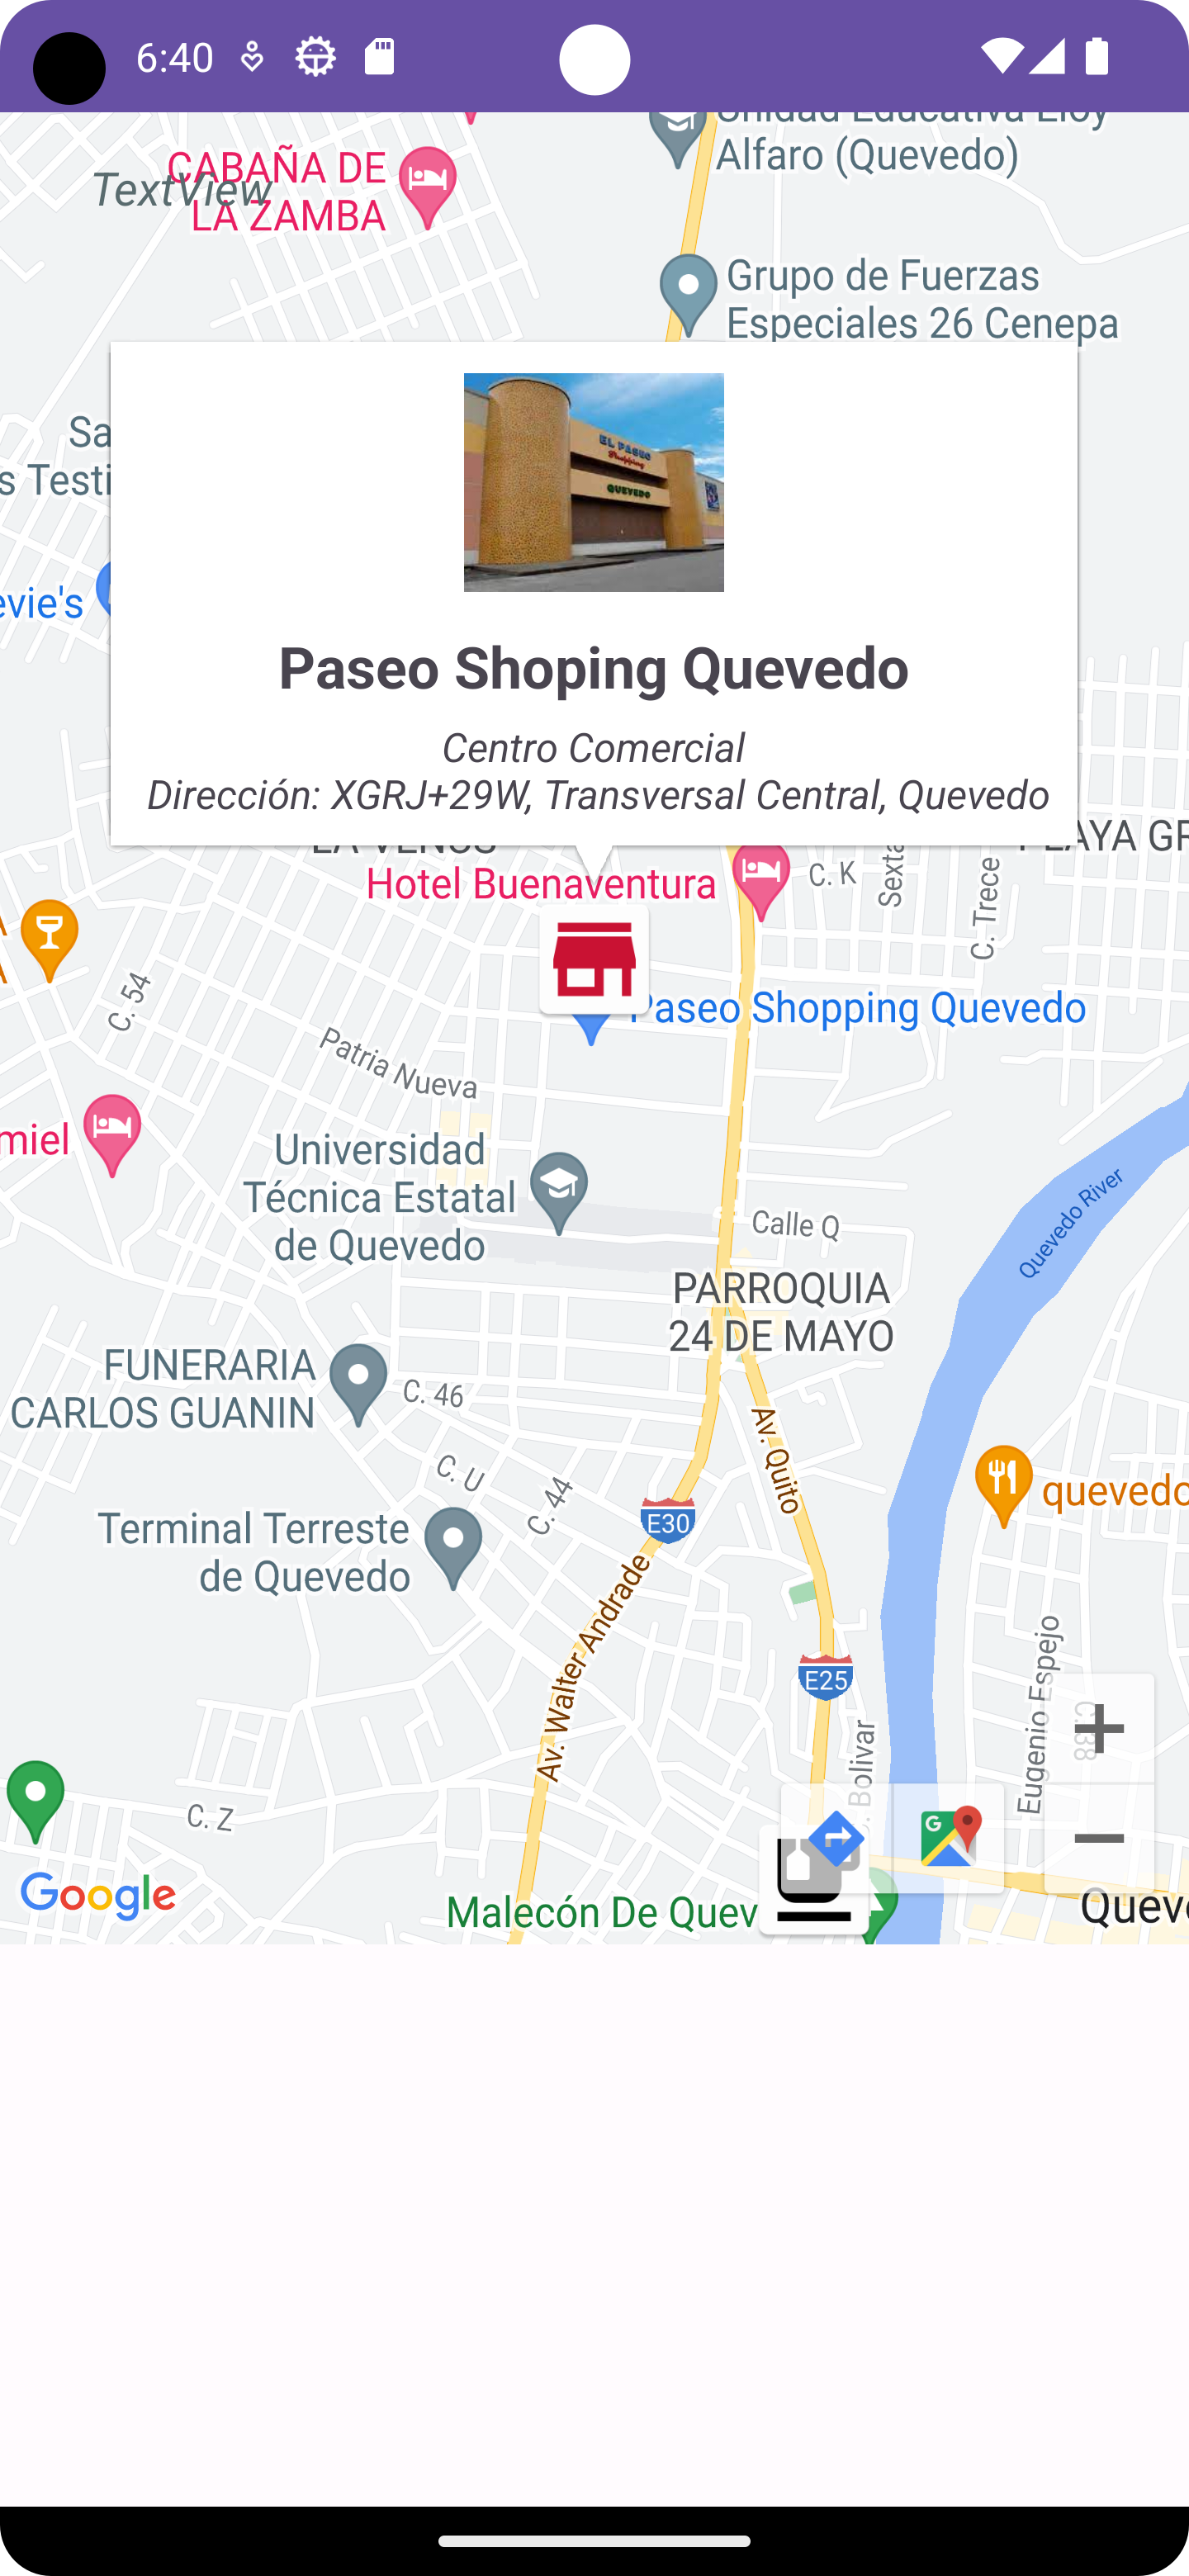 6:40
Unidad Educativa Eloy
Alfaro (Quevedo)
CABAÑA DE
LA ZAMBA
TextView
Grupo de Fuerzas
Especiales 26 Cenepa
Sa
s Testi
evie's
EL PASEO
Shopping
QUEVEDO
Paseo Shoping Quevedo
Centro Comercial
Dirección: XGRJ+29W, Transversal Central, Quevedo
LA VENUS
PLAYA GR
Hotel Buenaventura
C. K
Sexta
C. Trece
A
A
C. 54
Paseo Shopping Quevedo
Patria Nueva
miel
Universidad
Técnica Estatal
de Quevedo
Calle Q
Quevedo River
PARROQUIA
24 DE MAYO
FUNERARIA
CARLOS GUANIN
C. 46
C. U
C. 44
Av. Quito
E30
quevedo
Terminal Terreste
de Quevedo
Av. Walter Andrade
E25
Eugenio Espejo
C. 38
Bolivar
C. Z
G
Google
Malecón De Quev
Queve